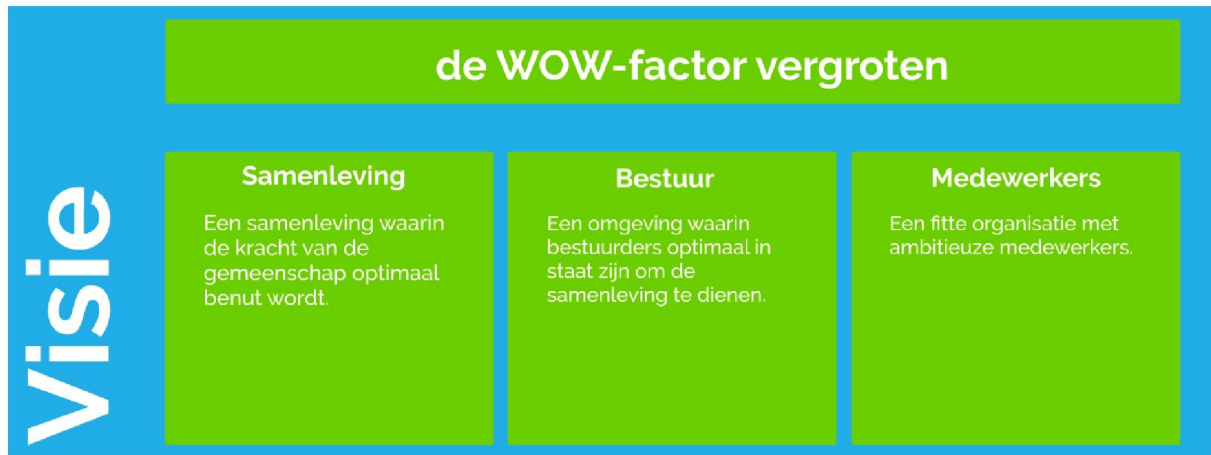 de WOW-factor vergroten
Visie
Samenleving
Een samenleving waarin
de kracht van de
gemeenschap optimaal
benut wordt.
Bestuur
Een omgeving waarin
bestuurders optimaal in
staat zijn om de
samenleving te dienen.
Medewerkers
Een fitte organisatie met
ambitieuze medewerkers.